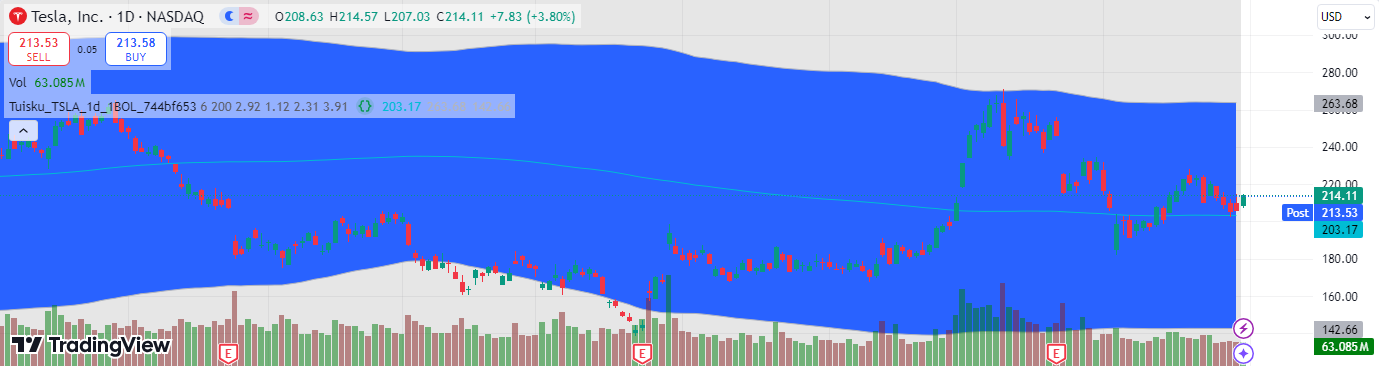 Tesla, Inc. · 1D · NASDAQ O208.63 H214.57 L207.03 C214.11 +7.83 (+3.80%)
USD
213.53 SELL
0.05
213.58 BUY
Vol 63.085M
Tuisku_TSLA_1d_1BOL_744bf653 6 200 2.92 1.12 2.31 3.91 203.17
300.00
280.00
263.68
240.00
220.00
214.11
Post 213.53
203.17
180.00
160.00
142.66
63.085M
E
E
E
TradingView